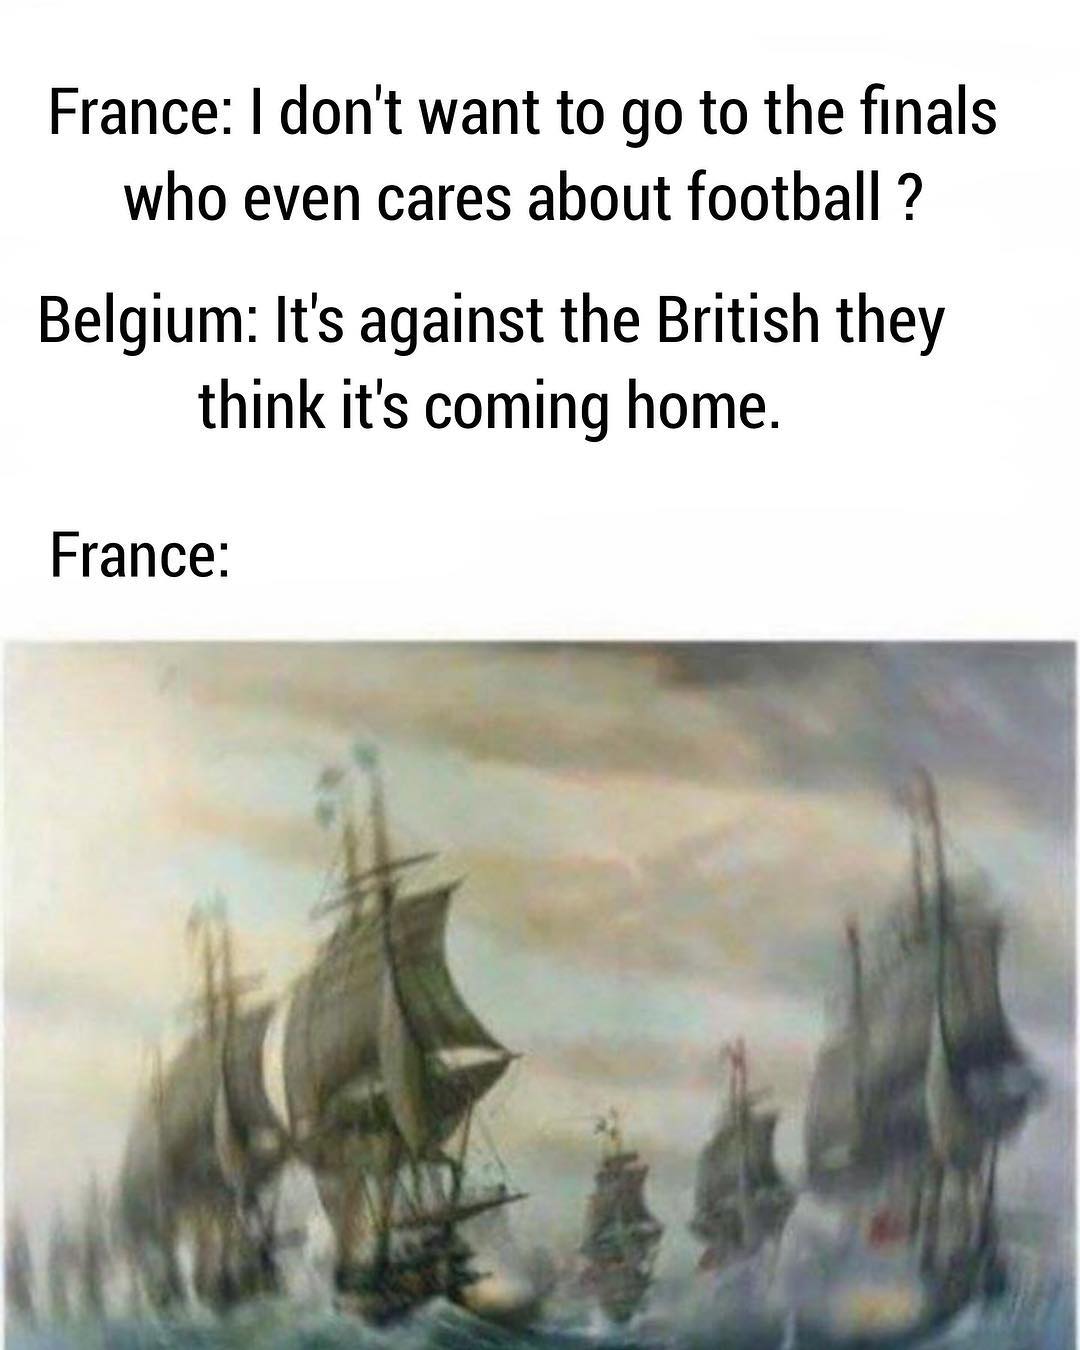 France: I don't want to go to the finals
who even cares about football ?
Belgium: It's against the British they
think it's coming home.
France: